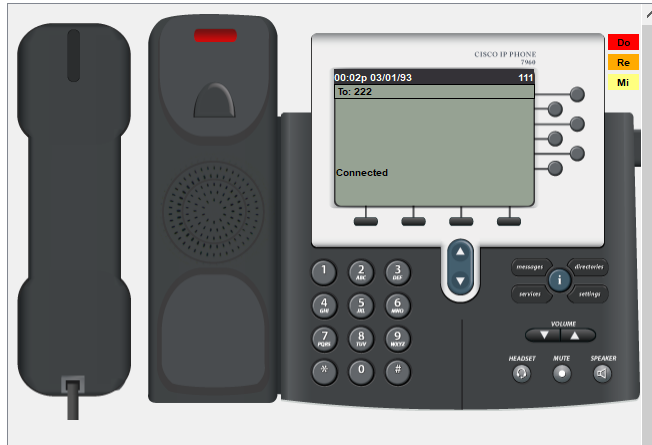 CISCO IP PHONE
7960
Do
Re
Mi
00:02p 03/01/93 111
To: 222
Connected
1
2 ABC
3 DEF
4 GHI
5 JKL
6 MNO
7 PQRS
8 TUV
9 WXYZ
*
0
#
messages
directories
i
services
settings
VOLUME
HEADSET MUTE SPEAKER